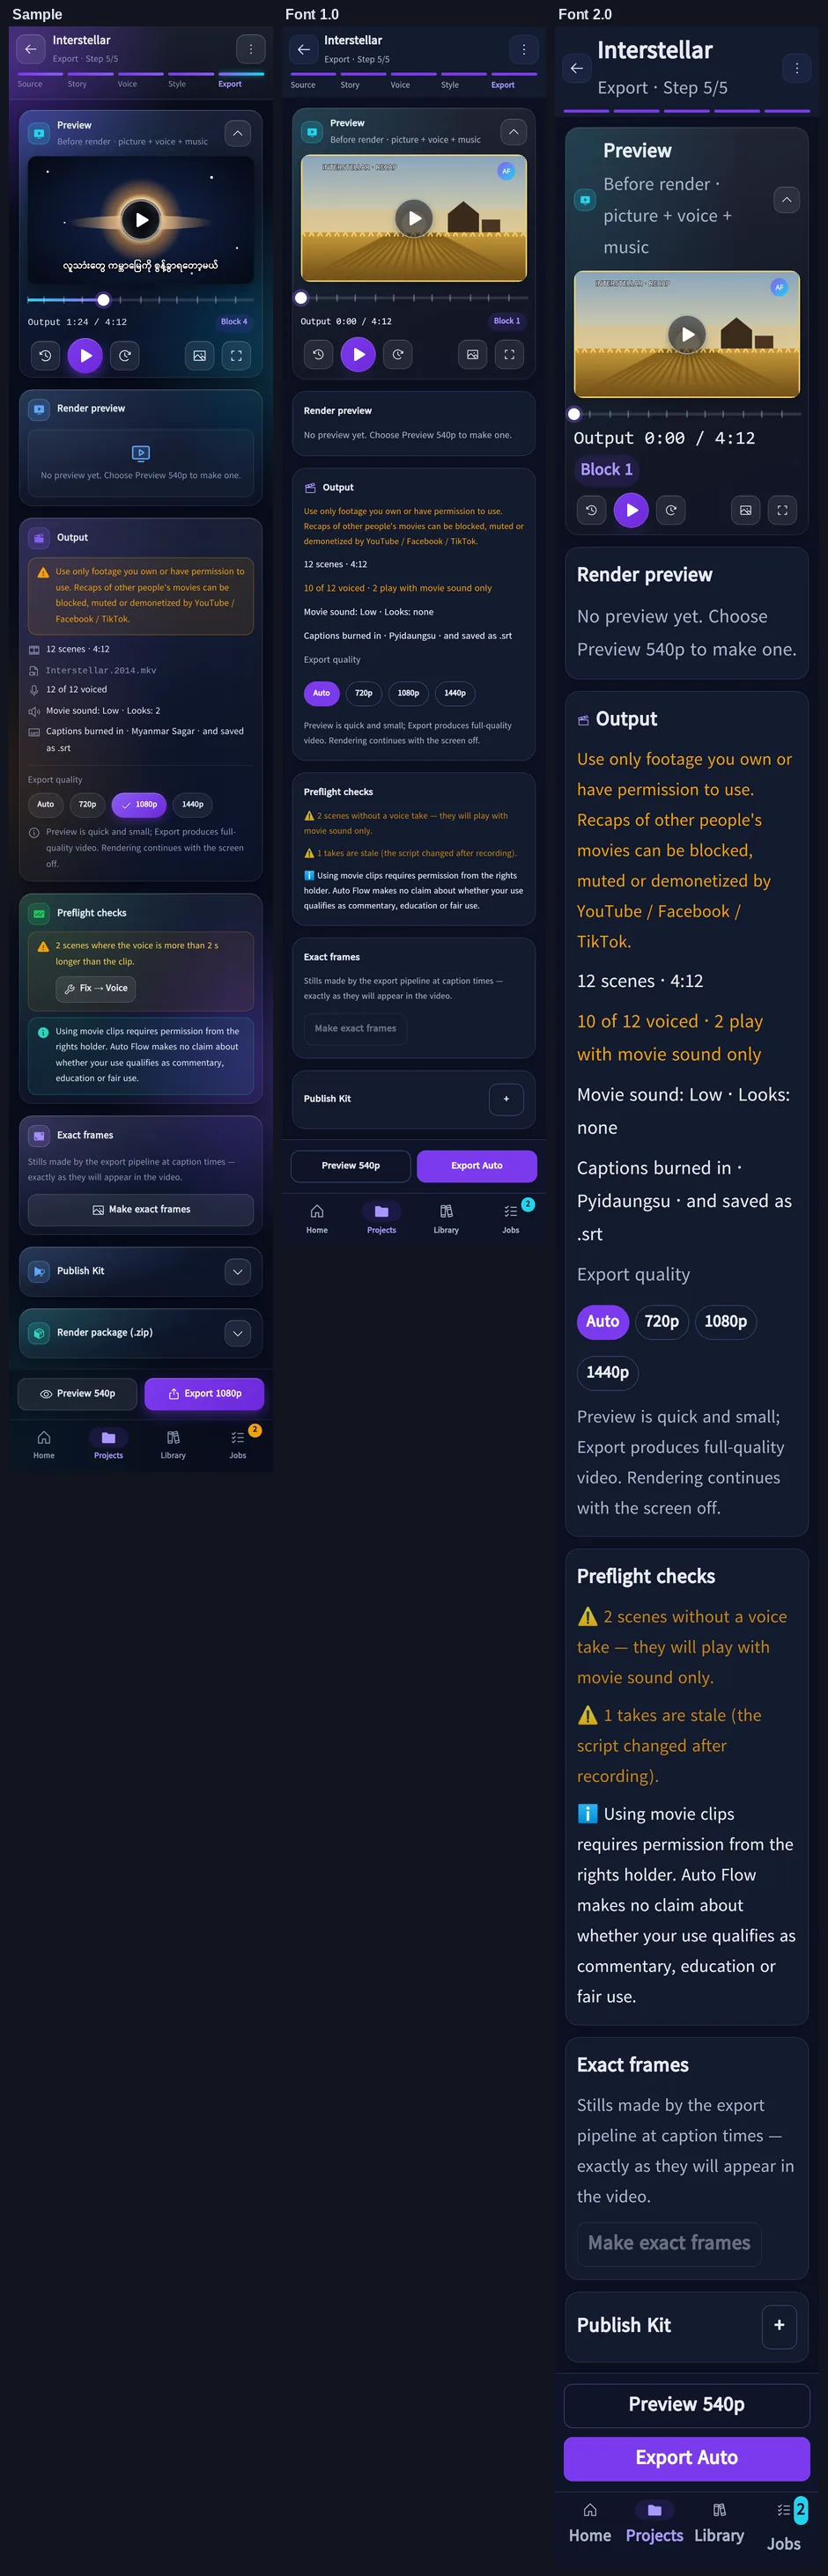 Sample
Interstellar
Export · Step 5/5
Source Story Voice Style Export
Preview
Before render · picture + voice + music
လူသားတွေ ကမ္ဘာမြေကို စွန့်ခွာရတော့မယ်
Output 1:24 / 4:12
Block 4
Render preview
No preview yet. Choose Preview 540p to make one.
Output
Use only footage you own or have permission to
use. Recaps of other people's movies can be
blocked, muted or demonetized by YouTube /
Facebook / TikTok.
12 scenes · 4:12
Interstellar.2014.mkv
12 of 12 voiced
Movie sound: Low · Looks: 2
Captions burned in · Myanmar Sagar · and saved
as .srt
Export quality
Auto 720p 1080p 1440p
Preview is quick and small; Export produces full-
quality video. Rendering continues with the screen
off.
Preflight checks
2 scenes where the voice is more than 2 s
longer than the clip.
Fix → Voice
Using movie clips requires permission from the
rights holder. Auto Flow makes no claim about
whether your use qualifies as commentary,
education or fair use.
Exact frames
Stills made by the export pipeline at caption times —
exactly as they will appear in the video.
Make exact frames
Publish Kit
Render package (.zip)
Preview 540p
Export 1080p
2
Home Projects Library Jobs
Font 1.0
Interstellar
Export · Step 5/5
Source Story Voice Style Export
Preview
Before render · picture + voice + music
INTERSTELLAR · RECAP
AF
Output 0:00 / 4:12
Block 1
Render preview
No preview yet. Choose Preview 540p to make one.
Output
Use only footage you own or have permission to use.
Recaps of other people's movies can be blocked, muted or
demonetized by YouTube / Facebook / TikTok.
12 scenes · 4:12
10 of 12 voiced · 2 play with movie sound only
Movie sound: Low · Looks: none
Captions burned in · Pyidaungsu · and saved as .srt
Export quality
Auto 720p 1080p 1440p
Preview is quick and small; Export produces full-quality
video. Rendering continues with the screen off.
Preflight checks
⚠️ 2 scenes without a voice take — they will play with
movie sound only.
⚠️ 1 takes are stale (the script changed after recording).
ℹ️ Using movie clips requires permission from the rights
holder. Auto Flow makes no claim about whether your use
qualifies as commentary, education or fair use.
Exact frames
Stills made by the export pipeline at caption times —
exactly as they will appear in the video.
Make exact frames
Publish Kit
+
Preview 540p
Export Auto
2
Home Projects Library Jobs
Font 2.0
Interstellar
Export · Step 5/5
Preview
Before render ·
picture + voice +
music
INTERSTELLAR · RECAP
AF
Output 0:00 / 4:12
Block 1
Render preview
No preview yet. Choose
Preview 540p to make one.
Output
Use only footage you own or
have permission to use.
Recaps of other people's
movies can be blocked,
muted or demonetized by
YouTube / Facebook /
TikTok.
12 scenes · 4:12
10 of 12 voiced · 2 play
with movie sound only
Movie sound: Low · Looks:
none
Captions burned in ·
Pyidaungsu · and saved as
.srt
Export quality
Auto 720p 1080p
1440p
Preview is quick and small;
Export produces full-quality
video. Rendering continues
with the screen off.
Preflight checks
⚠️ 2 scenes without a voice
take — they will play with
movie sound only.
⚠️ 1 takes are stale (the
script changed after
recording).
ℹ️ Using movie clips
requires permission from the
rights holder. Auto Flow
makes no claim about
whether your use qualifies as
commentary, education or
fair use.
Exact frames
Stills made by the export
pipeline at caption times —
exactly as they will appear in
the video.
Make exact frames
Publish Kit
+
Preview 540p
Export Auto
2
Home Projects Library Jobs